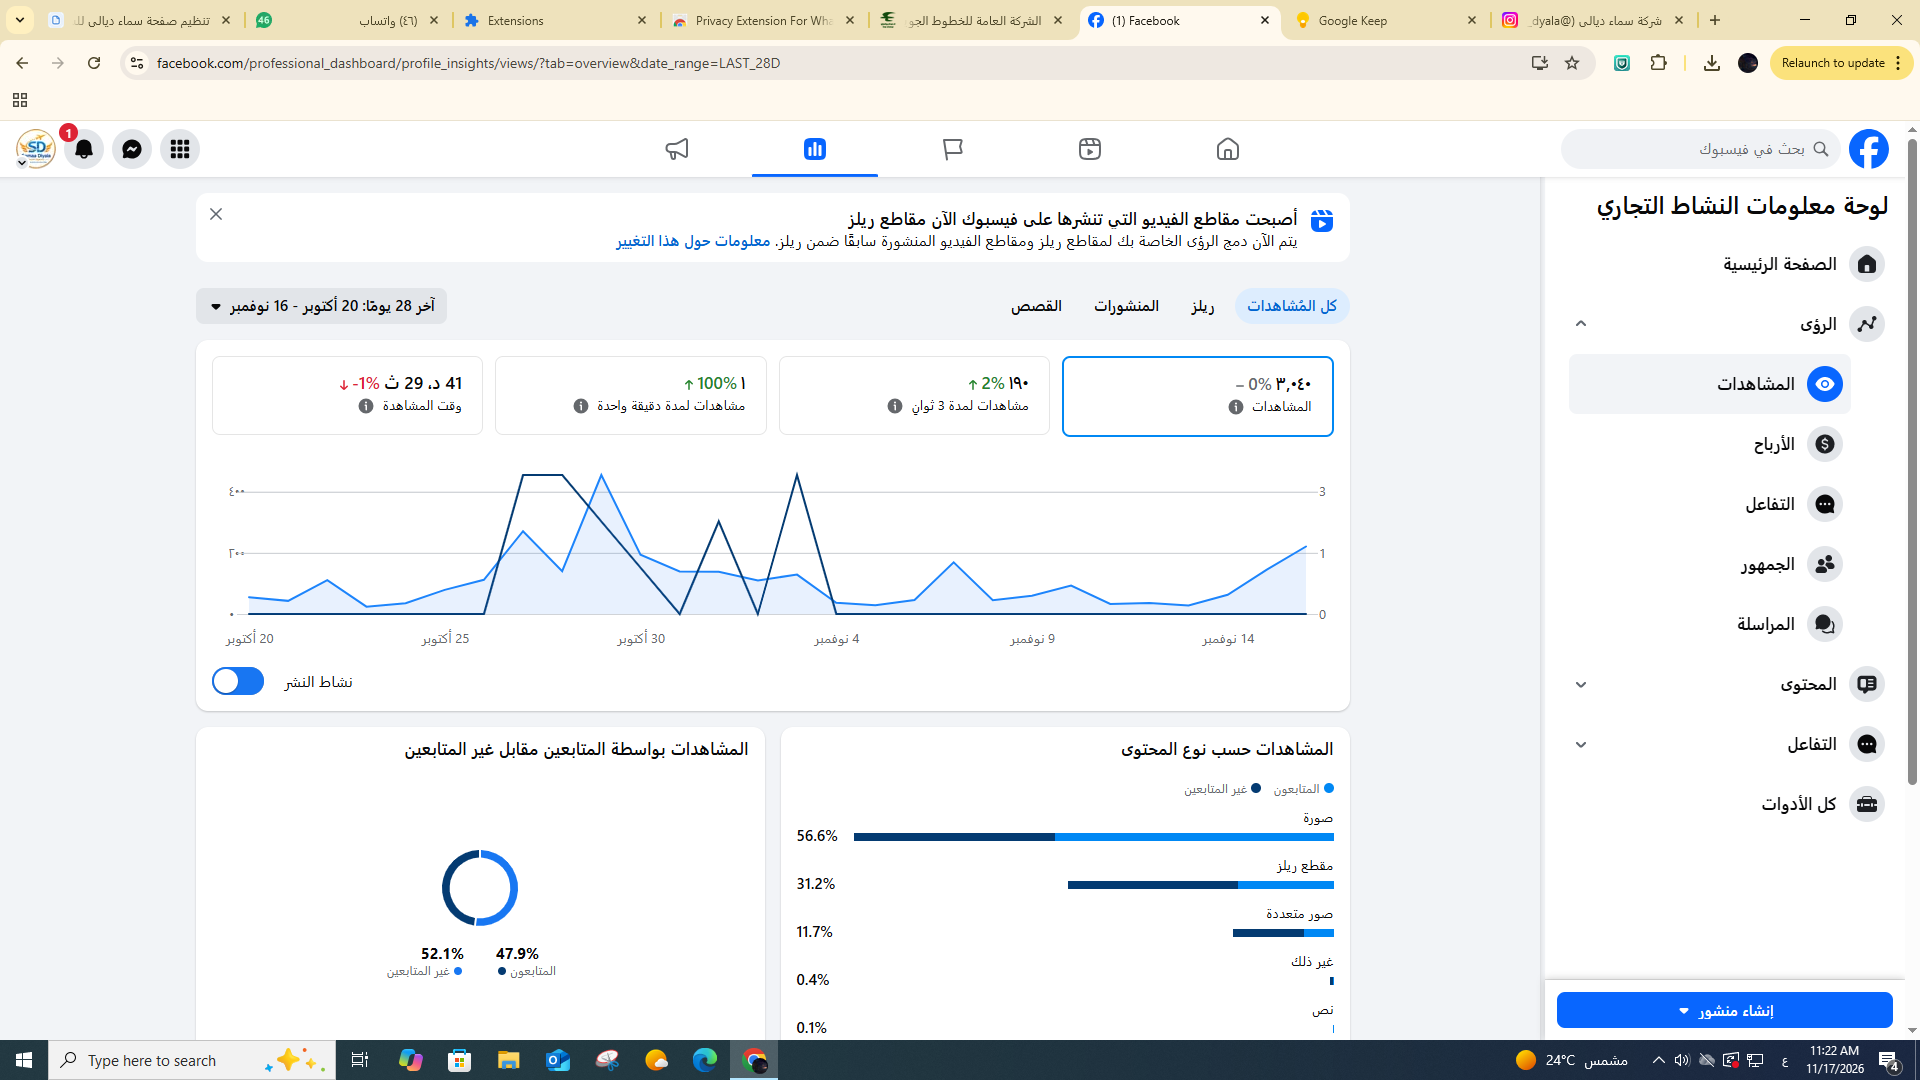 تنظيم صفحة سماء ديالى للـ
46
(٤٦) واتساب
Extensions
Privacy Extension For Wha
الشركة العامة للخطوط الجو
(1) Facebook
Google Keep
شركة سماء ديالى (@dyala_
facebook.com/professional_dashboard/profile_insights/views/?tab=overview&date_range=LAST_28D
Relaunch to update
1
بحث في فيسبوك
لوحة معلومات النشاط التجاري
الصفحة الرئيسية
الرؤى
المشاهدات
الأرباح
التفاعل
الجمهور
المراسلة
المحتوى
التفاعل
كل الأدوات
إنشاء منشور
أصبحت مقاطع الفيديو التي تنشرها على فيسبوك الآن مقاطع ريلز
يتم الآن دمج الرؤى الخاصة بك لمقاطع ريلز ومقاطع الفيديو المنشورة سابقًا ضمن ريلز. معلومات حول هذا التغيير
كل المُشاهدات
ريلز
المنشورات
القصص
آخر 28 يومًا: 20 أكتوبر - 16 نوفمبر
٣٬٠٤٠ 0% –
المشاهدات
١٩٠ 2%
مشاهدات لمدة 3 ثوانٍ
١ 100%
مشاهدات لمدة دقيقة واحدة
41 د، 29 ث -1%
وقت المشاهدة
٤٠٠
3
٢٠٠
1
٠
0
20 أكتوبر
25 أكتوبر
30 أكتوبر
4 نوفمبر
9 نوفمبر
14 نوفمبر
نشاط النشر
المشاهدات حسب نوع المحتوى
المتابعون
غير المتابعين
صورة
56.6%
مقطع ريلز
31.2%
صور متعددة
11.7%
غير ذلك
0.4%
نص
0.1%
المشاهدات بواسطة المتابعين مقابل غير المتابعين
47.9%
المتابعون
52.1%
غير المتابعين
Type here to search
24°C مشمس
ع
11:22 AM
11/17/2026
4